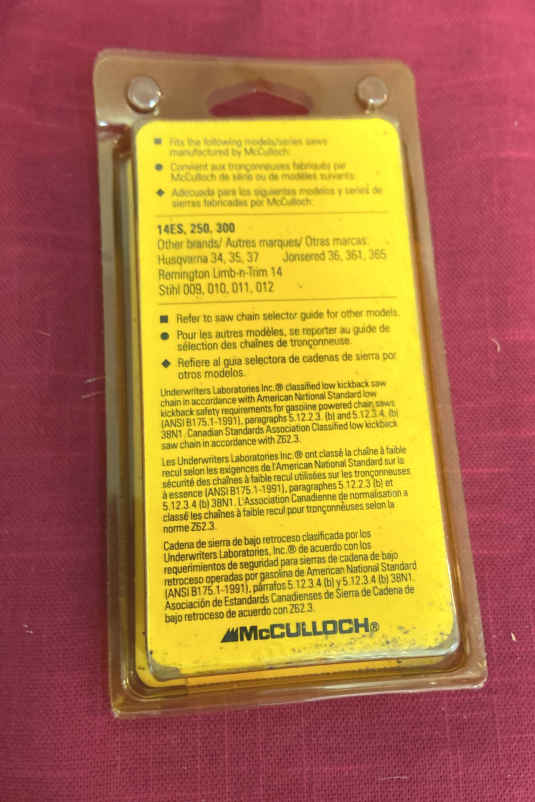 ■ Fits the following models/series saws
manufactured by McCulloch:
● Convient aux tronçonneuses fabriqués par
McCulloch de série ou de modèles suivants:
◆ Adecuada para los siguientes modelos y series de
sierras fabricadas por McCulloch:
14ES, 250, 300
Other brands/ Autres marques/ Otras marcas:
Husqvarna 34, 35, 37 Jonsered 36, 361, 365
Remington Limb-n-Trim 14
Stihl 009, 010, 011, 012
■ Refer to saw chain selector guide for other models.
● Pour les autres modèles, se reporter au guide de
sélection des chaînes de tronçonneuse.
◆ Refiere al guia selectora de cadenas de sierra por
otros modelos.
Underwriters Laboratories Inc.® classified low kickback saw
chain in accordance with American National Standard low
kickback safety requirements for gasoline powered chain saws
(ANSI B175.1-1991), paragraphs 5.12.2.3 (b) and 5.12.3.4. (b)
38N1. Canadian Standards Association Classified low kickback
saw chain in accordance with Z62.3.
Les Underwriters Laboratories Inc.® ont classé la chaîne à faible
recul selon les exigences de l'American National Standard sur la
sécurité des chaînes à faible recul utilisées sur les tronçonneuses
à essence (ANSI B175.1-1991), paragraphes 5.12.2.3 (b) et
5.12.3.4 (b) 38N1. L'Association Canadienne de normalisation a
classé les chaînes à faible recul pour tronçonneuses selon la
norme Z62.3.
Cadena de sierra de bajo retroceso clasificada por los
Underwriters Laboratories, Inc.® de acuerdo con los
requerimientos de seguridad para sierras de cadena de bajo
retroceso operadas por gasolina de American National Standard
(ANSI B175.1-1991), párrafos 5.12.3.4 (b) y 5.12.3.4 (b) 38N1.
Asociación de Estandards Canadienses de Sierra de Cadena de
bajo retroceso de acuerdo con Z62.3.
McCULLOCH®